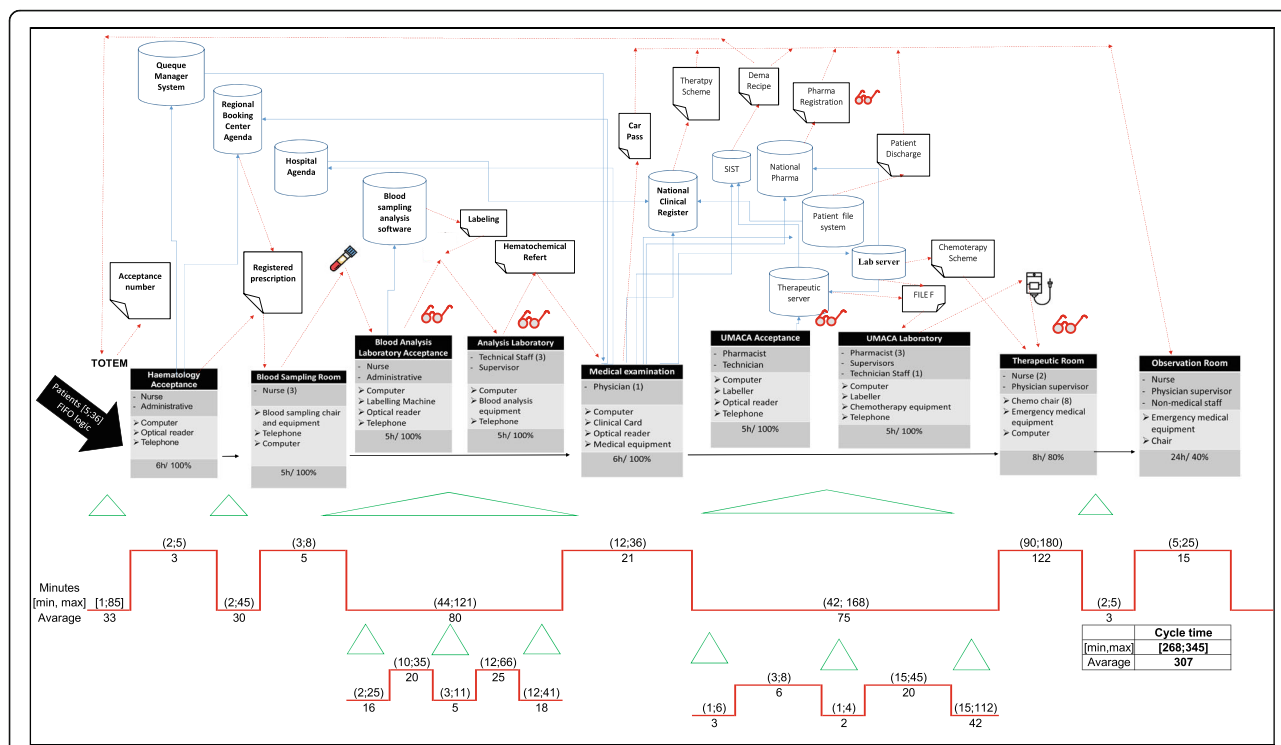 Queque
Manager
System
Regional
Booking
Center
Agenda
Hospital
Agenda
Blood
sampling
analysis
software
Labeling
Hematochemical
Refert
Acceptance
number
Registered
prescription
Car
Pass
Theratpy
Scheme
Dema
Recipe
Pharma
Registration
Patient
Discharge
SIST
National
Pharma
National
Clinical
Register
Patient file
system
Lab server
Chemotherapy
Scheme
Therapeutic
server
FILE F
TOTEM
Patients [5,36]
FIFO logic
Haematology
Acceptance
- Nurse
- Administrative
➢ Computer
➢ Optical reader
➢ Telephone
6h/ 100%
Blood Sampling Room
- Nurse (3)
➢ Blood sampling chair
and equipment
➢ Telephone
➢ Computer
5h/ 100%
Blood Analysis
Laboratory Acceptance
- Nurse
- Administrative
➢ Computer
➢ Labelling Machine
➢ Optical reader
➢ Telephone
5h/ 100%
Analysis Laboratory
- Technical Staff (3)
- Supervisor
➢ Computer
➢ Blood analysis
equipment
➢ Telephone
5h/ 100%
Medical examination
- Physician (1)
➢ Computer
➢ Clinical Card
➢ Optical reader
➢ Medical equipment
6h/ 100%
UMACA Acceptance
- Pharmacist
- Technician
➢ Computer
➢ Labeller
➢ Optical reader
➢ Telephone
5h/ 100%
UMACA Laboratory
- Pharmacist (3)
- Supervisors
- Technician Staff (1)
➢ Computer
➢ Labeller
➢ Chemotherapy equipment
➢ Telephone
5h/ 100%
Therapeutic Room
- Nurse (2)
- Physician supervisor
➢ Chemo chair (8)
➢ Emergency medical
equipment
➢ Computer
8h/ 80%
Observation Room
- Nurse
- Physician supervisor
- Non-medical staff
➢ Emergency medical
equipment
➢ Chair
24h/ 40%
Minutes
[min, max]
Avarage
[1;85]
33
(2;5)
3
(2;45)
30
(3;8)
5
(44;121)
80
(12;36)
21
(42; 168)
75
(90;180)
122
(2;5)
3
(5;25)
15
(2;25)
16
(10;35)
20
(3;11)
5
(12;66)
25
(12;41)
18
(1;6)
3
(3;8)
6
(1;4)
2
(15;45)
20
(15;112)
42
Cycle time
[min,max] [268;345]
Avarage 307